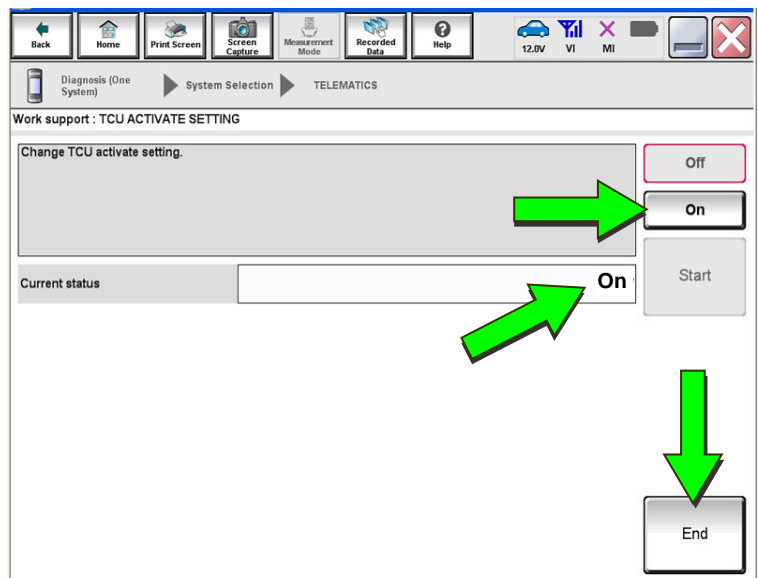 Back
Home
Print Screen
Screen
Capture
Measurement
Mode
Recorded
Data
Help
12.0V
VI
MI
Diagnosis (One
System)
System Selection
TELEMATICS
Work support : TCU ACTIVATE SETTING
Change TCU activate setting.
Off
On
Current status
On
Start
End